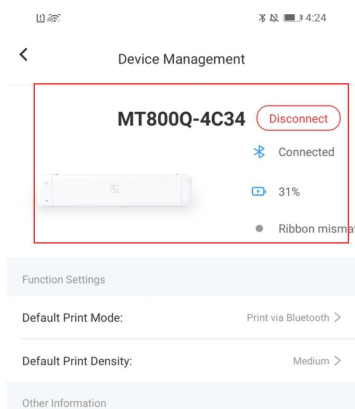 4:24
Device Management
MT800Q-4C34
Disconnect
Connected
31%
Ribbon misma
Function Settings
Default Print Mode:
Print via Bluetooth >
Default Print Density:
Medium >
Other Information